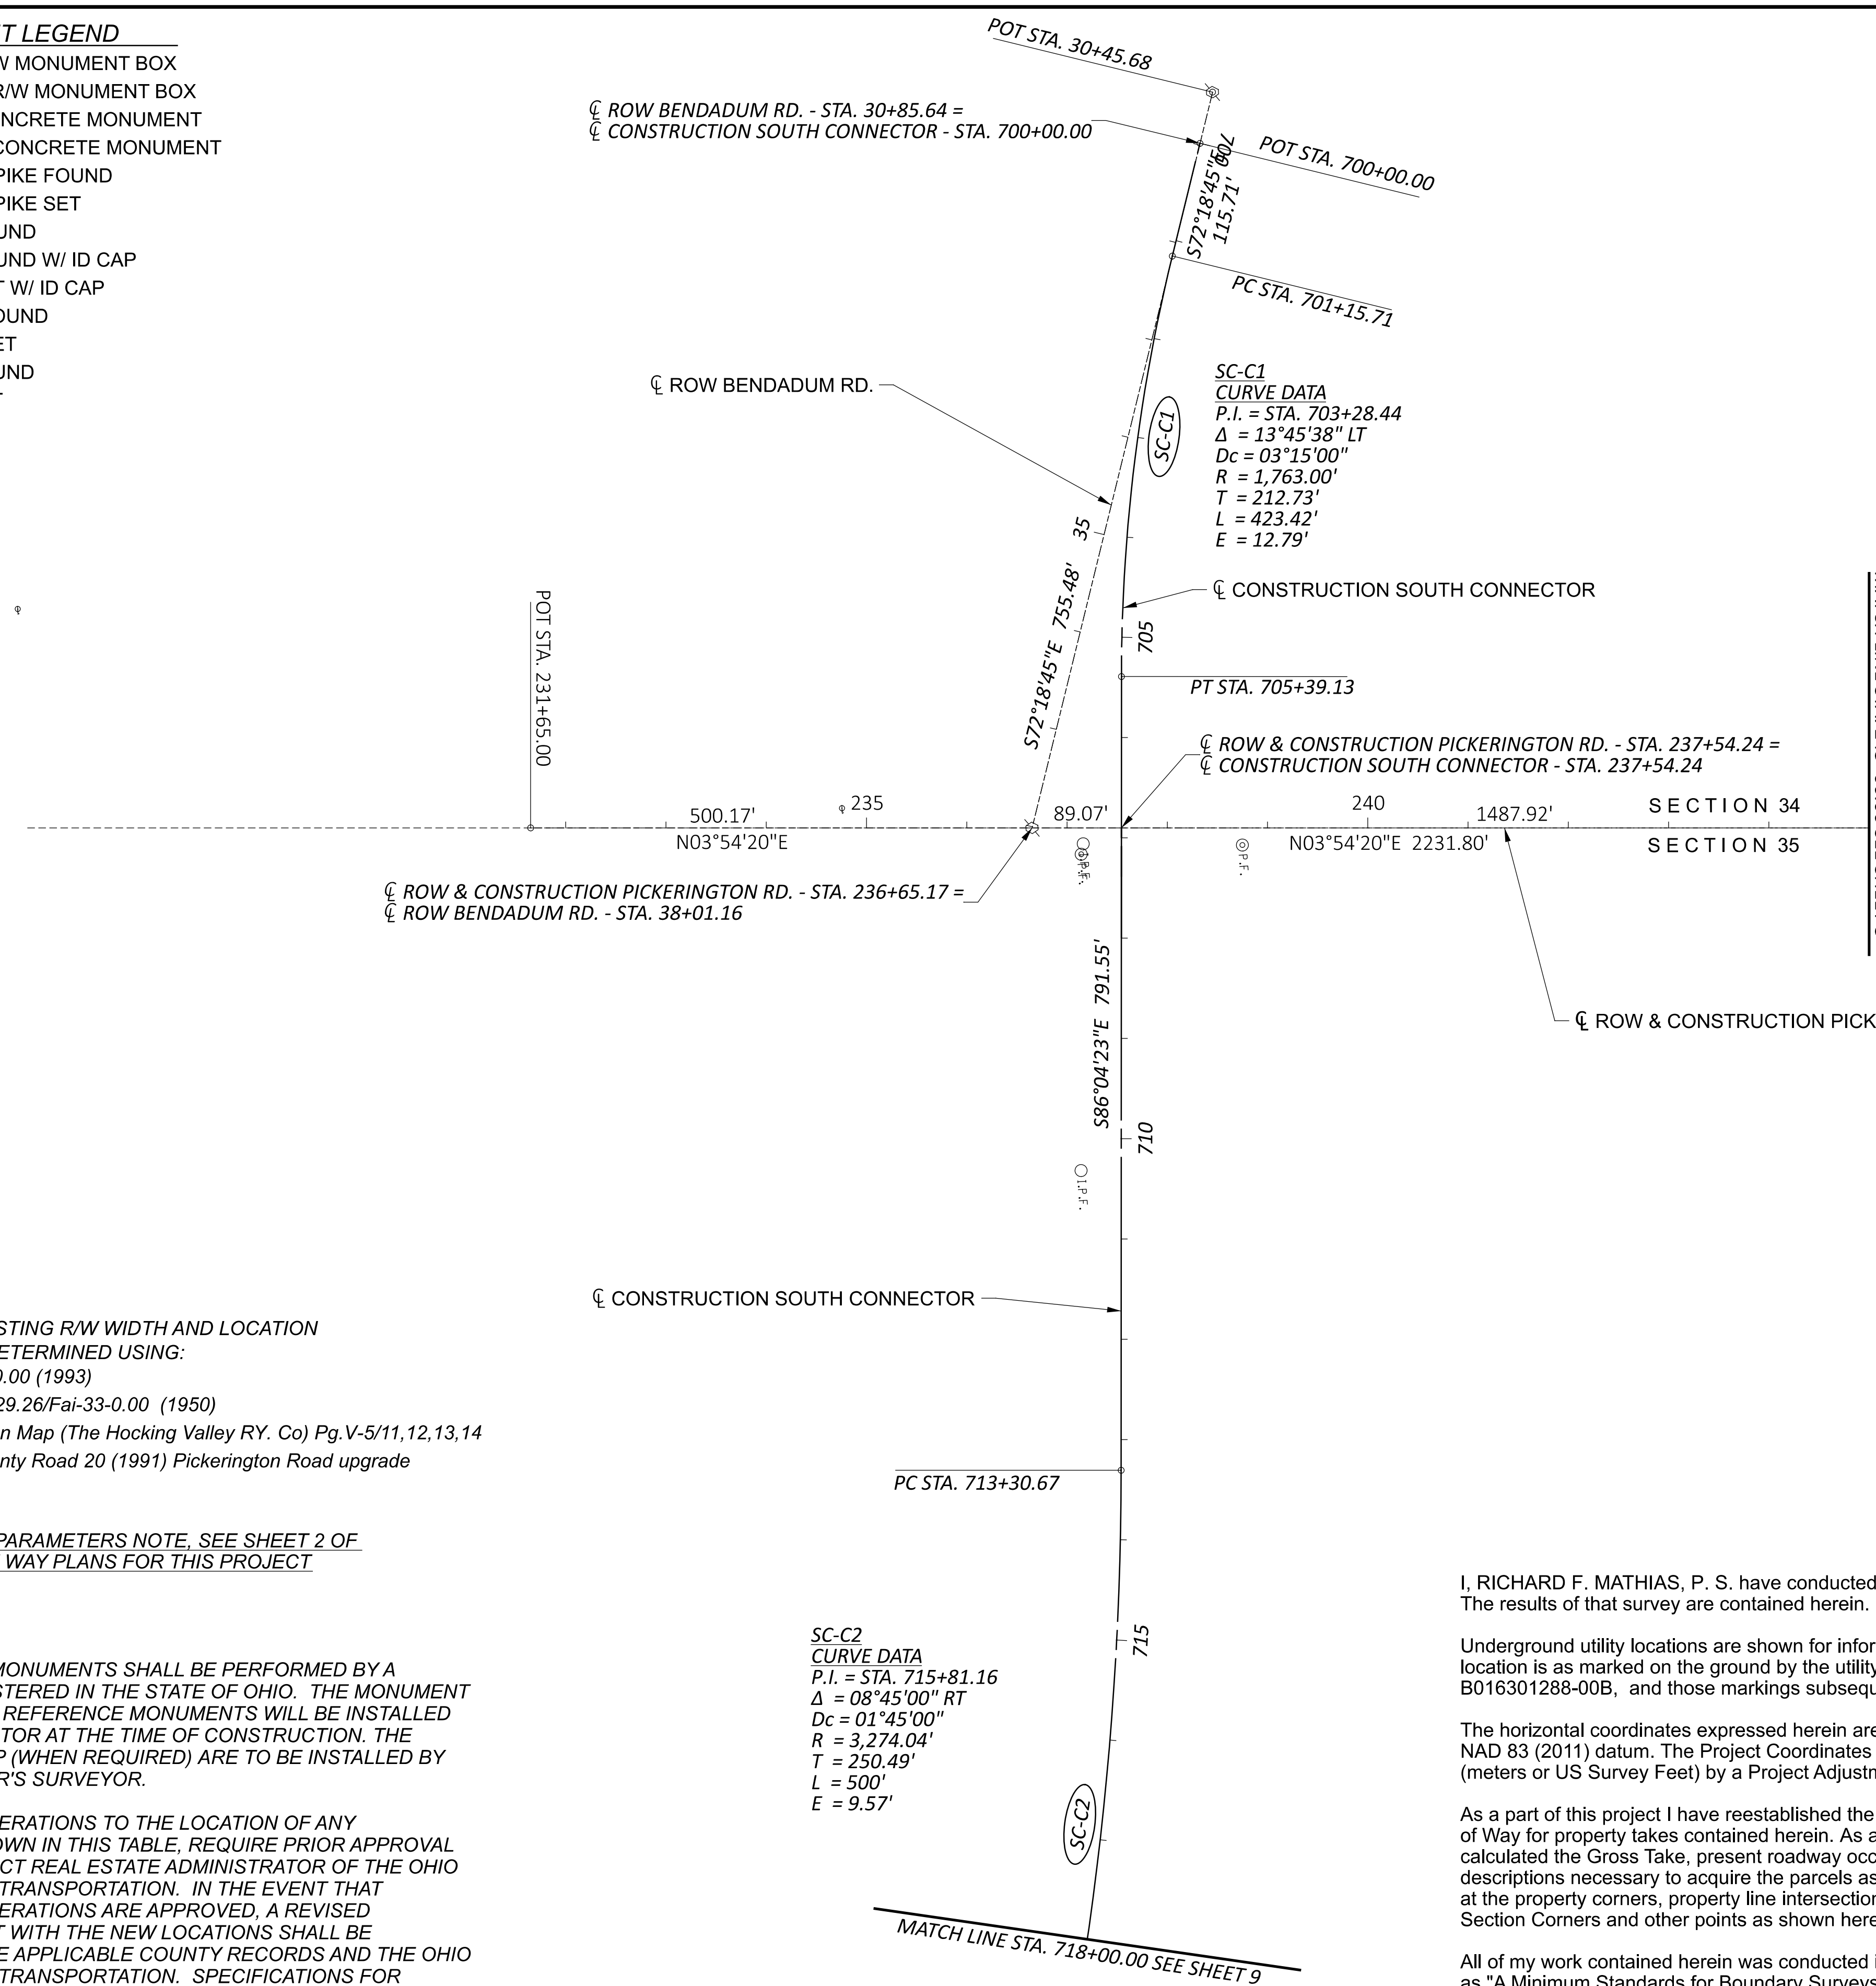 T LEGEND
W MONUMENT BOX
R/W MONUMENT BOX
NCRETE MONUMENT
CONCRETE MONUMENT
PIKE FOUND
PIKE SET
UND
UND W/ ID CAP
T W/ ID CAP
OUND
ET
UND
POT STA. 30+45.68
℄ ROW BENDADUM RD. - STA. 30+85.64 =
℄ CONSTRUCTION SOUTH CONNECTOR - STA. 700+00.00
700
POT STA. 700+00.00
S72°18'45"E
115.71'
PC STA. 701+15.71
℄ ROW BENDADUM RD.
SC-C1
SC-C1
CURVE DATA
P.I. = STA. 703+28.44
Δ = 13°45'38" LT
Dc = 03°15'00"
R = 1,763.00'
T = 212.73'
L = 423.42'
E = 12.79'
35
S72°18'45"E 755.48'
℄ CONSTRUCTION SOUTH CONNECTOR
705
POT STA. 231+65.00
PT STA. 705+39.13
℄ ROW & CONSTRUCTION PICKERINGTON RD. - STA. 237+54.24 =
℄ CONSTRUCTION SOUTH CONNECTOR - STA. 237+54.24
500.17'
235
89.07'
240
1487.92'
SECTION 34
N03°54'20"E
I.P.F.
P.F.
N03°54'20"E 2231.80'
SECTION 35
℄ ROW & CONSTRUCTION PICKERINGTON RD. - STA. 236+65.17 =
℄ ROW BENDADUM RD. - STA. 38+01.16
S86°04'23"E 791.55'
℄ ROW & CONSTRUCTION PICK
710
I.P.F.
℄ CONSTRUCTION SOUTH CONNECTOR
STING R/W WIDTH AND LOCATION
ETERMINED USING:
0.00 (1993)
29.26/Fai-33-0.00 (1950)
n Map (The Hocking Valley RY. Co) Pg.V-5/11,12,13,14
nty Road 20 (1991) Pickerington Road upgrade
PC STA. 713+30.67
PARAMETERS NOTE, SEE SHEET 2 OF
WAY PLANS FOR THIS PROJECT
715
SC-C2
CURVE DATA
P.I. = STA. 715+81.16
Δ = 08°45'00" RT
Dc = 01°45'00"
R = 3,274.04'
T = 250.49'
L = 500'
E = 9.57'
SC-C2
MATCH LINE STA. 718+00.00 SEE SHEET 9
MONUMENTS SHALL BE PERFORMED BY A
STERED IN THE STATE OF OHIO. THE MONUMENT
REFERENCE MONUMENTS WILL BE INSTALLED
TOR AT THE TIME OF CONSTRUCTION. THE
P (WHEN REQUIRED) ARE TO BE INSTALLED BY
R'S SURVEYOR.
ERATIONS TO THE LOCATION OF ANY
OWN IN THIS TABLE, REQUIRE PRIOR APPROVAL
CT REAL ESTATE ADMINISTRATOR OF THE OHIO
TRANSPORTATION. IN THE EVENT THAT
ERATIONS ARE APPROVED, A REVISED
T WITH THE NEW LOCATIONS SHALL BE
E APPLICABLE COUNTY RECORDS AND THE OHIO
TRANSPORTATION. SPECIFICATIONS FOR
I, RICHARD F. MATHIAS, P. S. have conducted
The results of that survey are contained herein.
Underground utility locations are shown for infor
location is as marked on the ground by the utility
B016301288-00B, and those markings subsequ
The horizontal coordinates expressed herein are
NAD 83 (2011) datum. The Project Coordinates
(meters or US Survey Feet) by a Project Adjustm
As a part of this project I have reestablished the
of Way for property takes contained herein. As a
calculated the Gross Take, present roadway occ
descriptions necessary to acquire the parcels as
at the property corners, property line intersection
Section Corners and other points as shown here
All of my work contained herein was conducted i
as "A Minimum Standards for Boundary Surveys